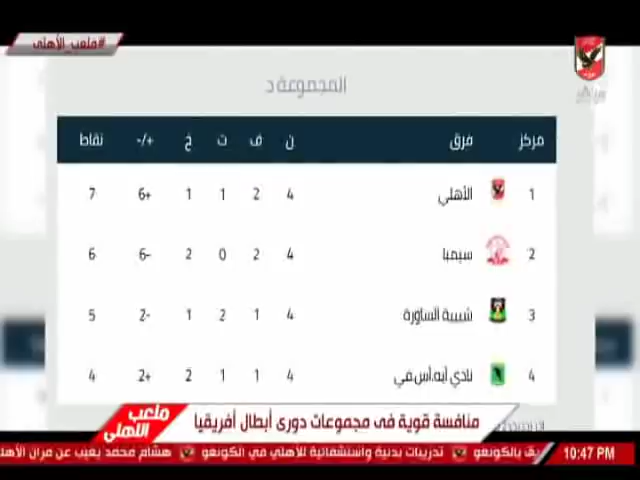 #ملعب_الأهلي
مباشر
المجموعة د
مركز فرق ن ف ت خ +/- نقاط
1 الأهلي 4 2 1 1 +6 7
2 سيمبا 4 2 0 2 -6 6
3 شبيبة الساورة 4 1 2 1 -2 5
4 نادي أيه.أس.في 4 1 1 2 +2 4
منافسة قوية فى مجموعات دورى أبطال أفريقيا
ملعب الأهلي
يق بالكونغو تدريبات بدنية واستشفائية للأهلي في الكونغو هشام محمد يغيب عن مران الأهلي
10:47 PM